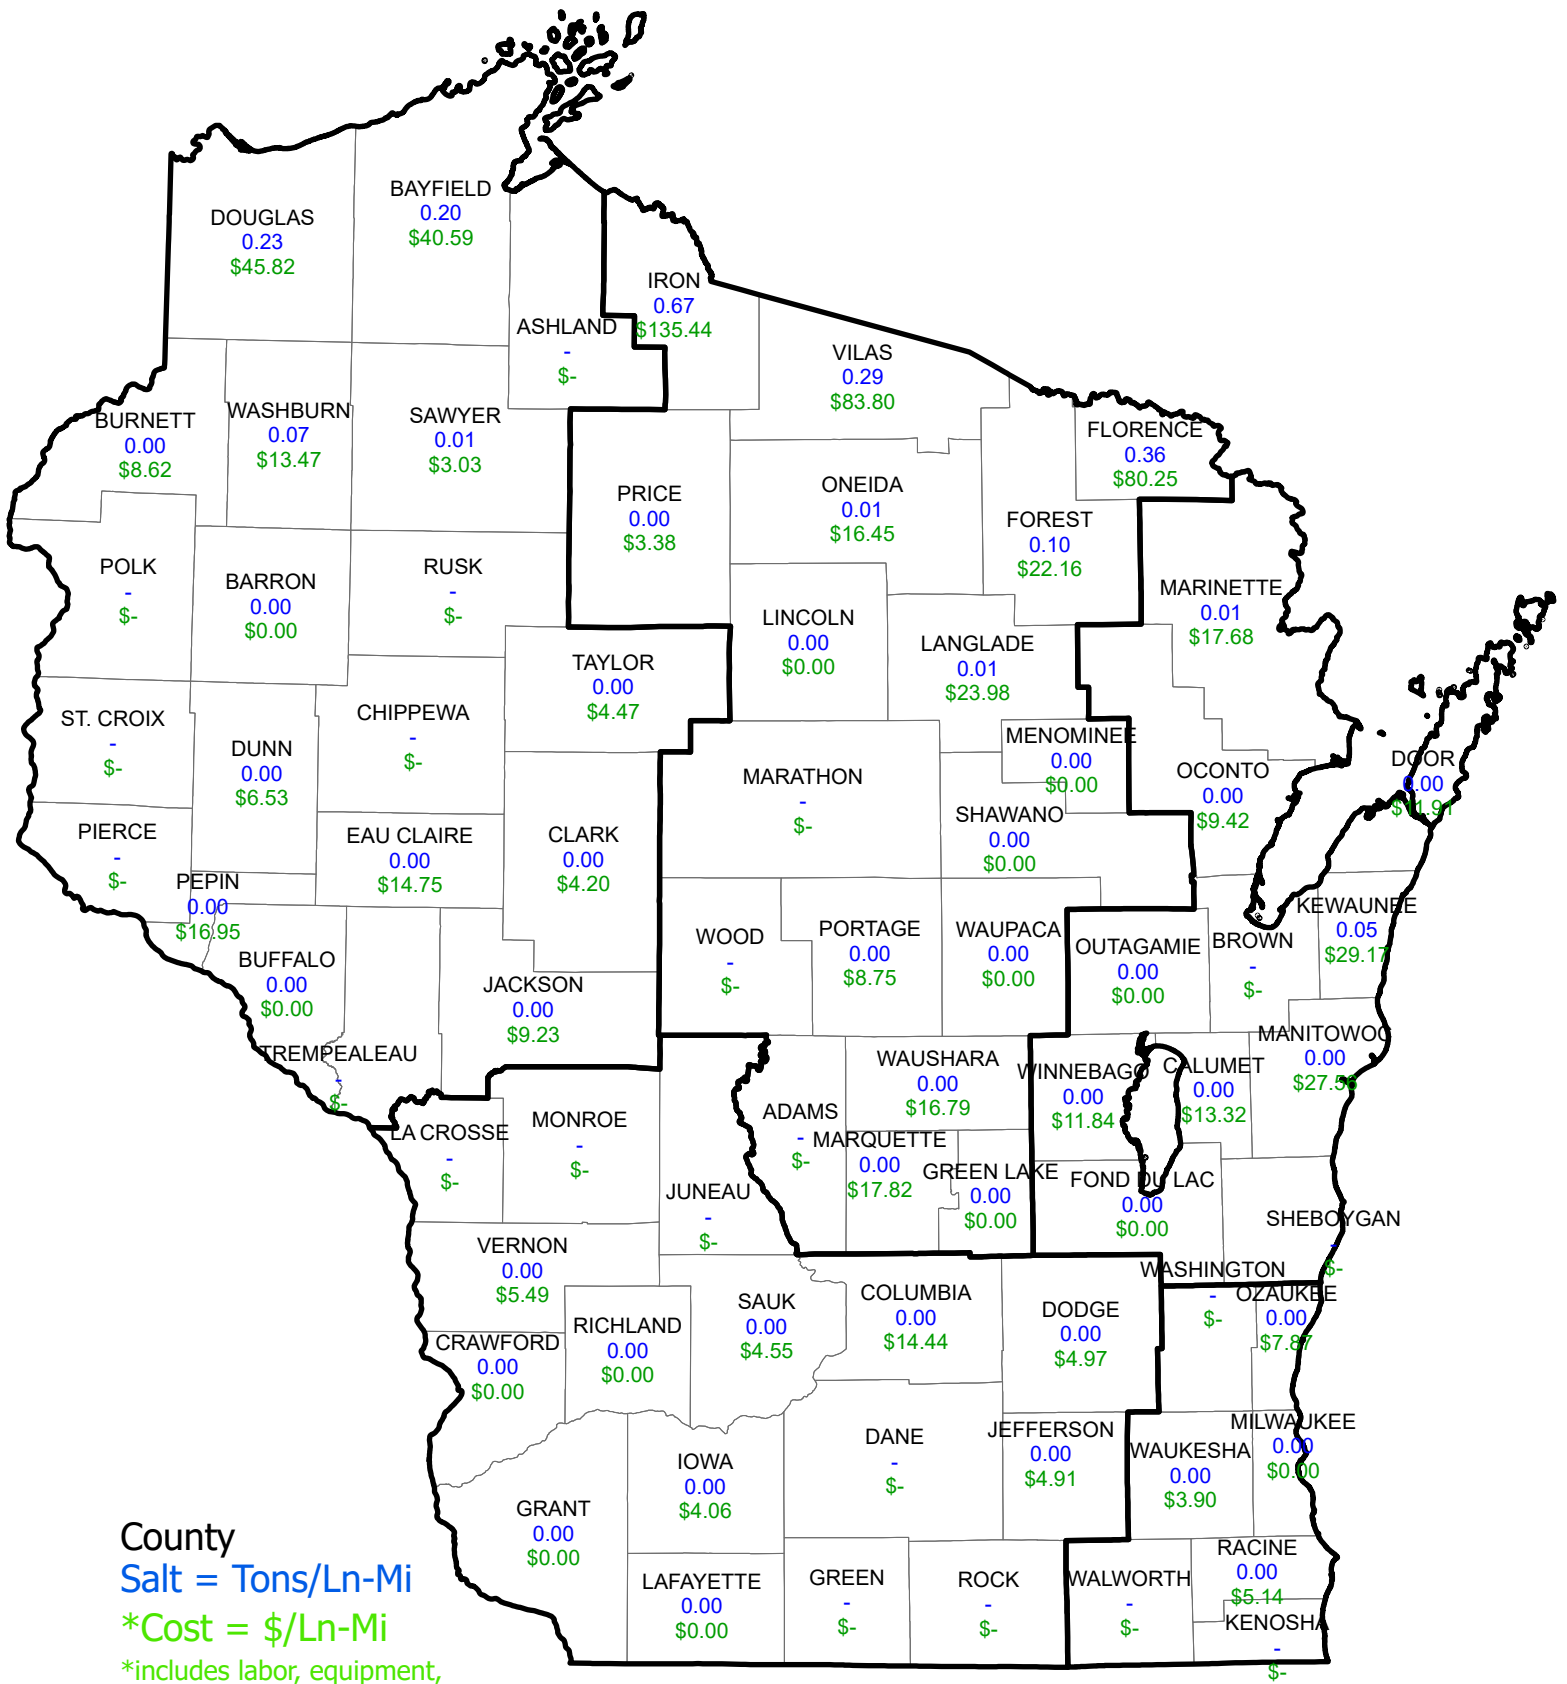 BAYFIELD
0.20
$40.59
DOUGLAS
0.23
$45.82
IRON
0.67
$135.44
ASHLAND
-
$-
VILAS
0.29
$83.80
BURNETT
0.00
$8.62
WASHBURN
0.07
$13.47
SAWYER
0.01
$3.03
FLORENCE
0.36
$80.25
PRICE
0.00
$3.38
ONEIDA
0.01
$16.45
FOREST
0.10
$22.16
POLK
-
$-
BARRON
0.00
$0.00
RUSK
-
$-
MARINETTE
0.01
$17.68
LINCOLN
0.00
$0.00
LANGLADE
0.01
$23.98
TAYLOR
0.00
$4.47
ST. CROIX
-
$-
CHIPPEWA
-
$-
DUNN
0.00
$6.53
MENOMINEE
0.00
$0.00
MARATHON
-
$-
OCONTO
0.00
$9.42
DOOR
0.00
$11.91
PIERCE
-
$-
EAU CLAIRE
0.00
$14.75
CLARK
0.00
$4.20
SHAWANO
0.00
$0.00
PEPIN
0.00
$16.95
KEWAUNEE
0.05
$29.17
WOOD
-
$-
PORTAGE
0.00
$8.75
WAUPACA
0.00
$0.00
OUTAGAMIE
0.00
$0.00
BROWN
-
$-
BUFFALO
0.00
$0.00
JACKSON
0.00
$9.23
TREMPEALEAU
-
$-
MANITOWOC
0.00
$27.56
WAUSHARA
0.00
$16.79
WINNEBAGO
0.00
$11.84
CALUMET
0.00
$13.32
ADAMS
-
$-
LA CROSSE
-
$-
MONROE
-
$-
MARQUETTE
0.00
$17.82
GREEN LAKE
0.00
$0.00
FOND DU LAC
0.00
$0.00
JUNEAU
-
$-
SHEBOYGAN
-
$-
VERNON
0.00
$5.49
WASHINGTON
-
$-
OZAUKEE
0.00
$7.87
SAUK
0.00
$4.55
COLUMBIA
0.00
$14.44
DODGE
0.00
$4.97
RICHLAND
0.00
$0.00
CRAWFORD
0.00
$0.00
MILWAUKEE
0.00
$0.00
DANE
-
$-
JEFFERSON
0.00
$4.91
WAUKESHA
0.00
$3.90
IOWA
0.00
$4.06
GRANT
0.00
$0.00
RACINE
0.00
$5.14
LAFAYETTE
0.00
$0.00
GREEN
-
$-
ROCK
-
$-
WALWORTH
-
$-
KENOSHA
-
$-
County
Salt = Tons/Ln-Mi
*Cost = $/Ln-Mi
*includes labor, equipment,